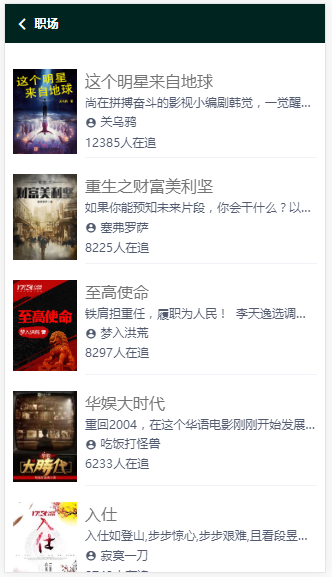 职场
这个明星来自地球
这个明星
来自地球
尚在拼搏奋斗的影视小编剧韩觉，一觉醒...
关乌鸦
12385人在追
重生之财富美利坚
财富美利坚
如果你能预知未来片段，你会干什么？以...
塞弗罗萨
8225人在追
至高使命
至高使命
梦入洪荒
铁肩担重任，履职为人民！ 李天逸选调...
梦入洪荒
8297人在追
华娱大时代
大時代
重回2004，在这个华语电影刚刚开始发展...
吃饭打怪兽
6233人在追
入仕
入仕
入仕如登山,步步惊心,步步艰难,且看段昱...
寂寞一刀